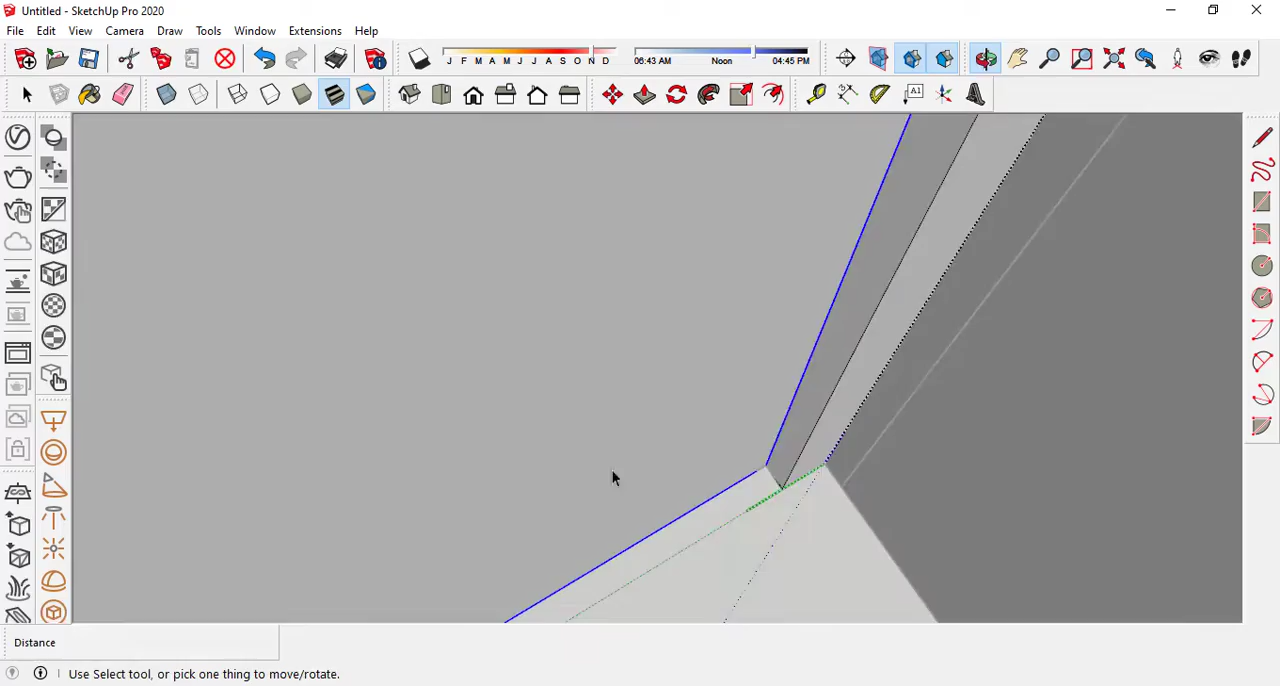 Untitled - SketchUp Pro 2020
File Edit View Camera Draw Tools Window Extensions Help
J F M A M J J A S O N D 06:43 AM Noon 04:45 PM
A1
Distance
Use Select tool, or pick one thing to move/rotate.